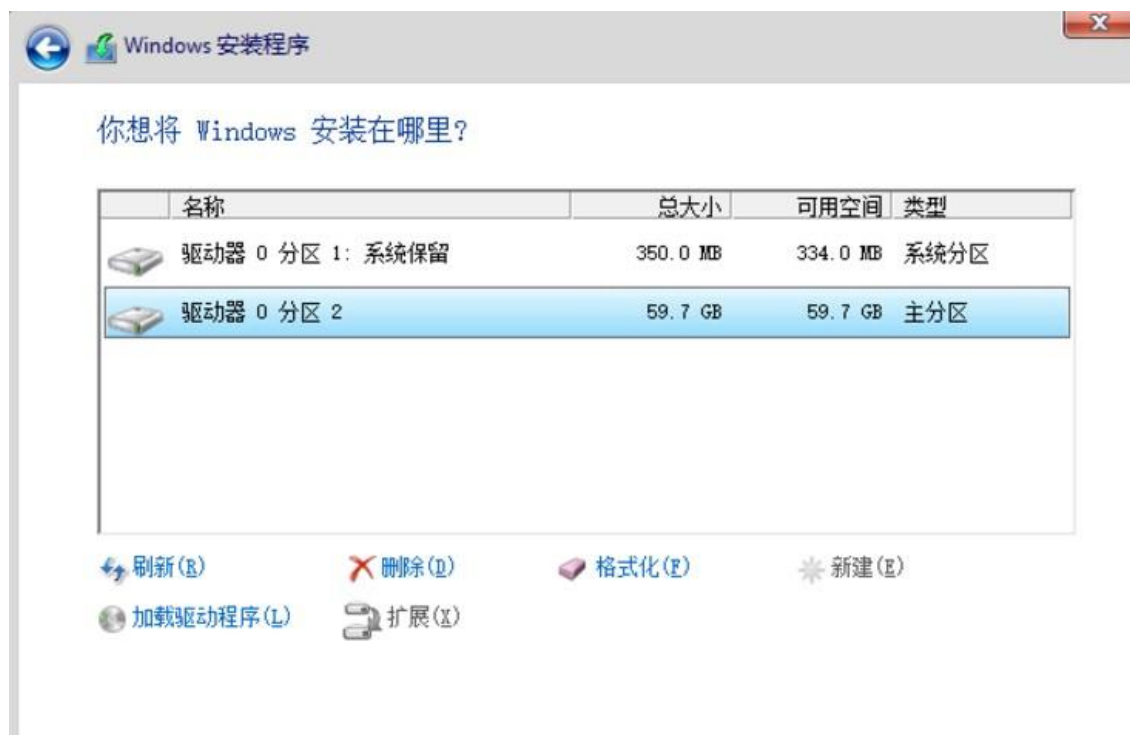 Windows 安装程序
你想将 Windows 安装在哪里?
名称 总大小 可用空间 类型
驱动器 0 分区 1: 系统保留 350.0 MB 334.0 MB 系统分区
驱动器 0 分区 2 59.7 GB 59.7 GB 主分区
刷新(R) 删除(D) 格式化(F) 新建(E)
加载驱动程序(L) 扩展(X)